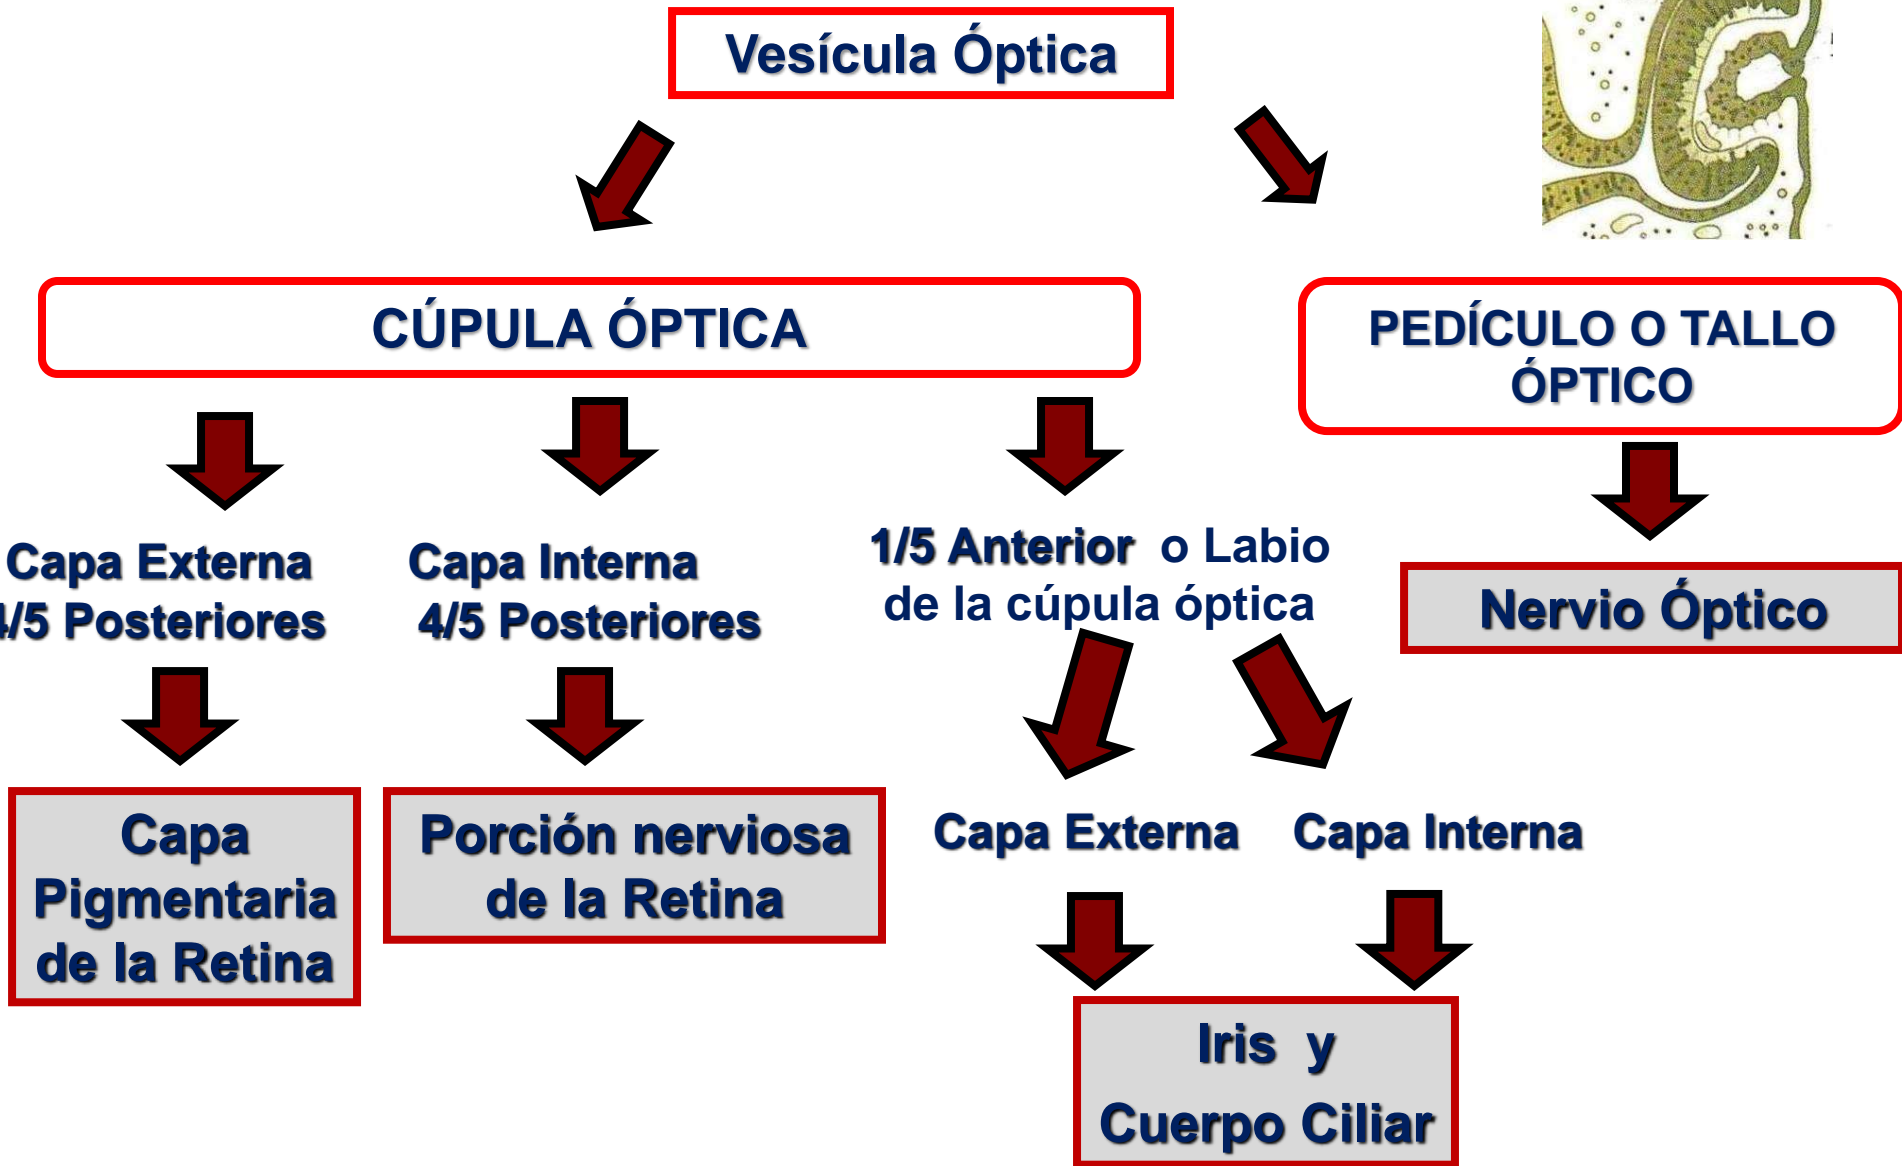 Vesícula Óptica
CÚPULA ÓPTICA
PEDÍCULO O TALLO
ÓPTICO
Capa Externa
4/5 Posteriores
Capa Interna
4/5 Posteriores
1/5 Anterior o Labio
de la cúpula óptica
Nervio Óptico
Capa
Pigmentaria
de la Retina
Porción nerviosa
de la Retina
Capa Externa
Capa Interna
Iris y
Cuerpo Ciliar